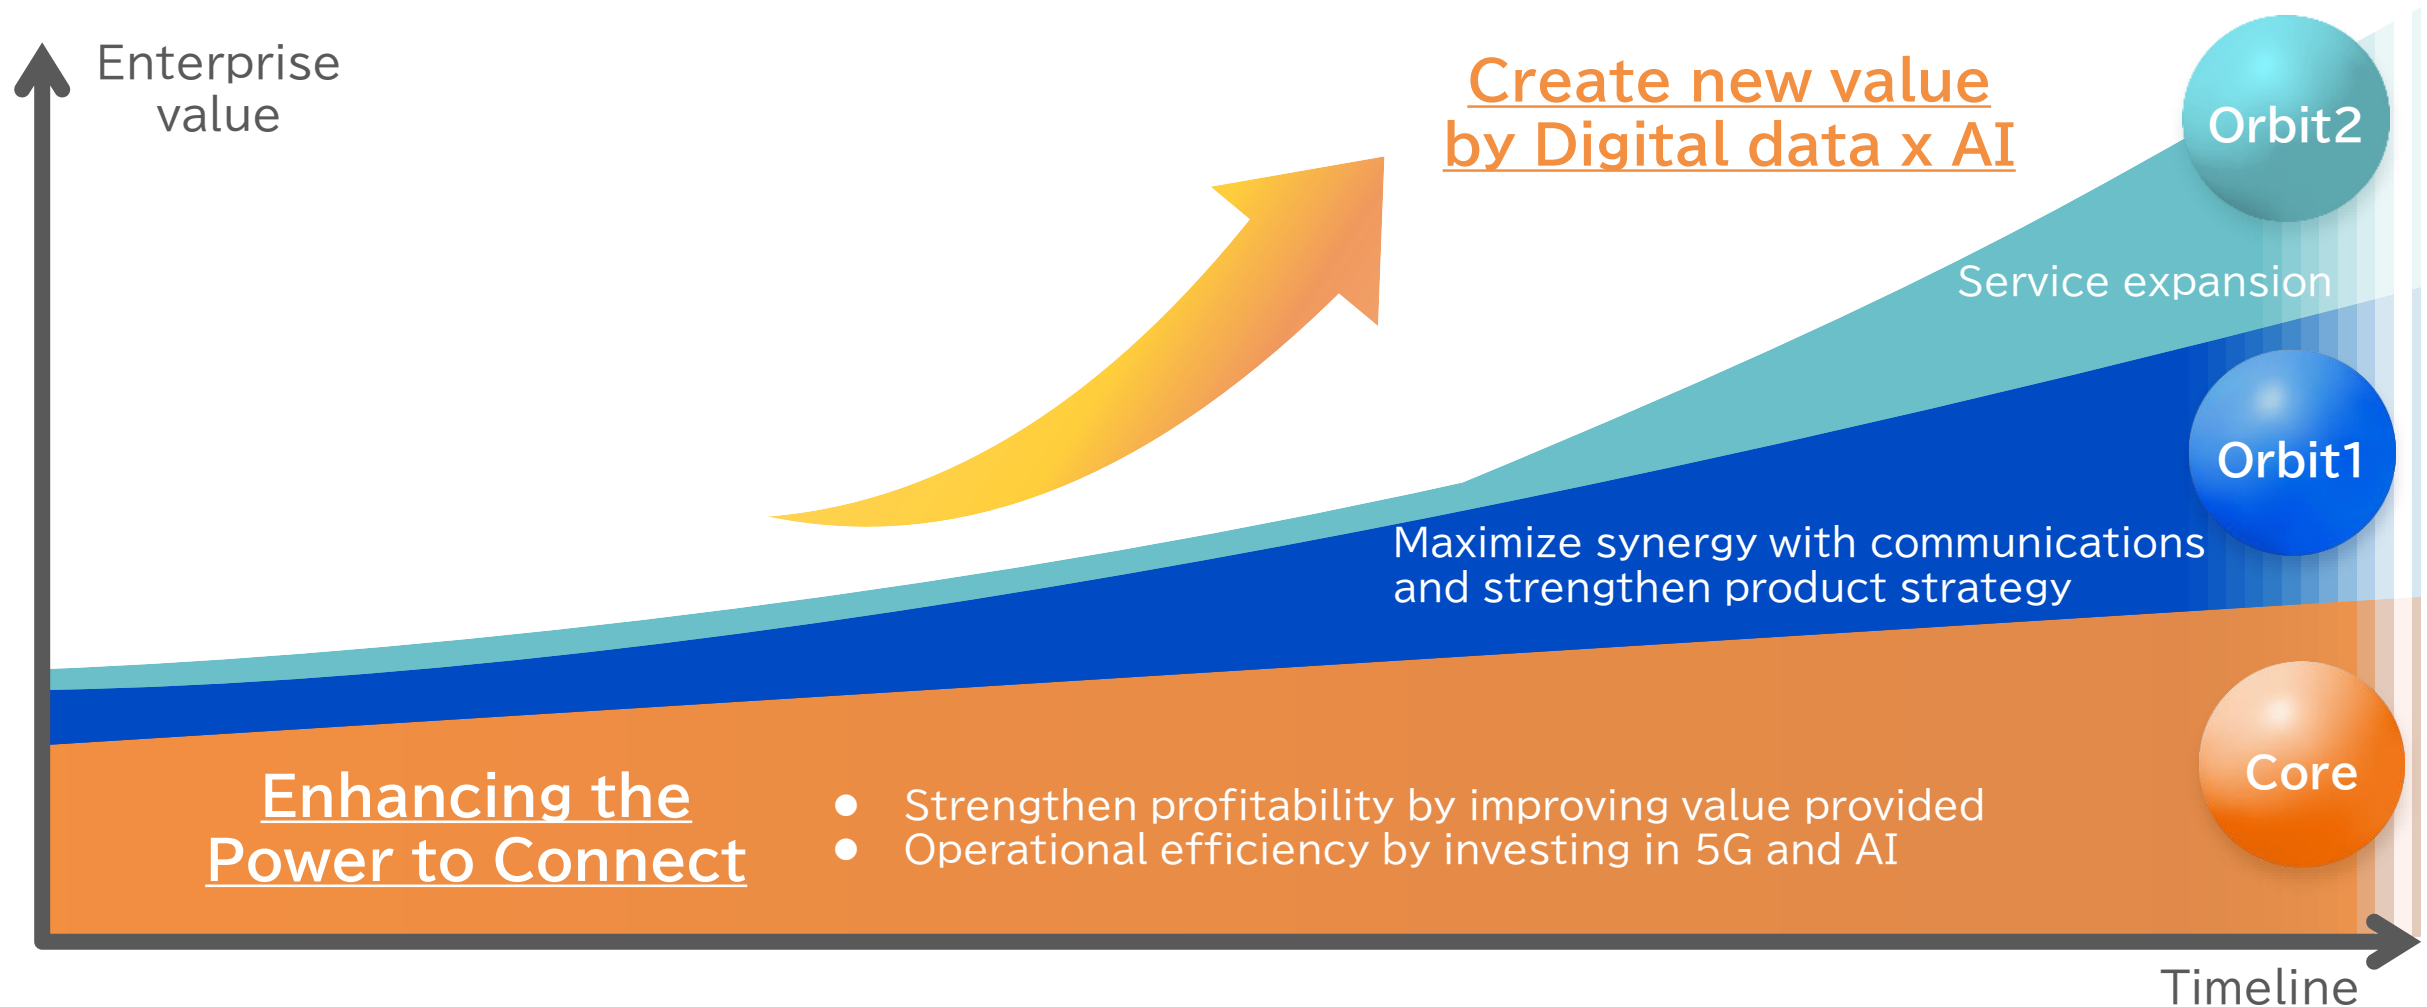 Enterprise
value
Create new value
by Digital data x AI
Orbit2
Service expansion
Orbit1
Maximize synergy with communications
and strengthen product strategy
Core
Enhancing the
Power to Connect
● Strengthen profitability by improving value provided
● Operational efficiency by investing in 5G and AI
Timeline